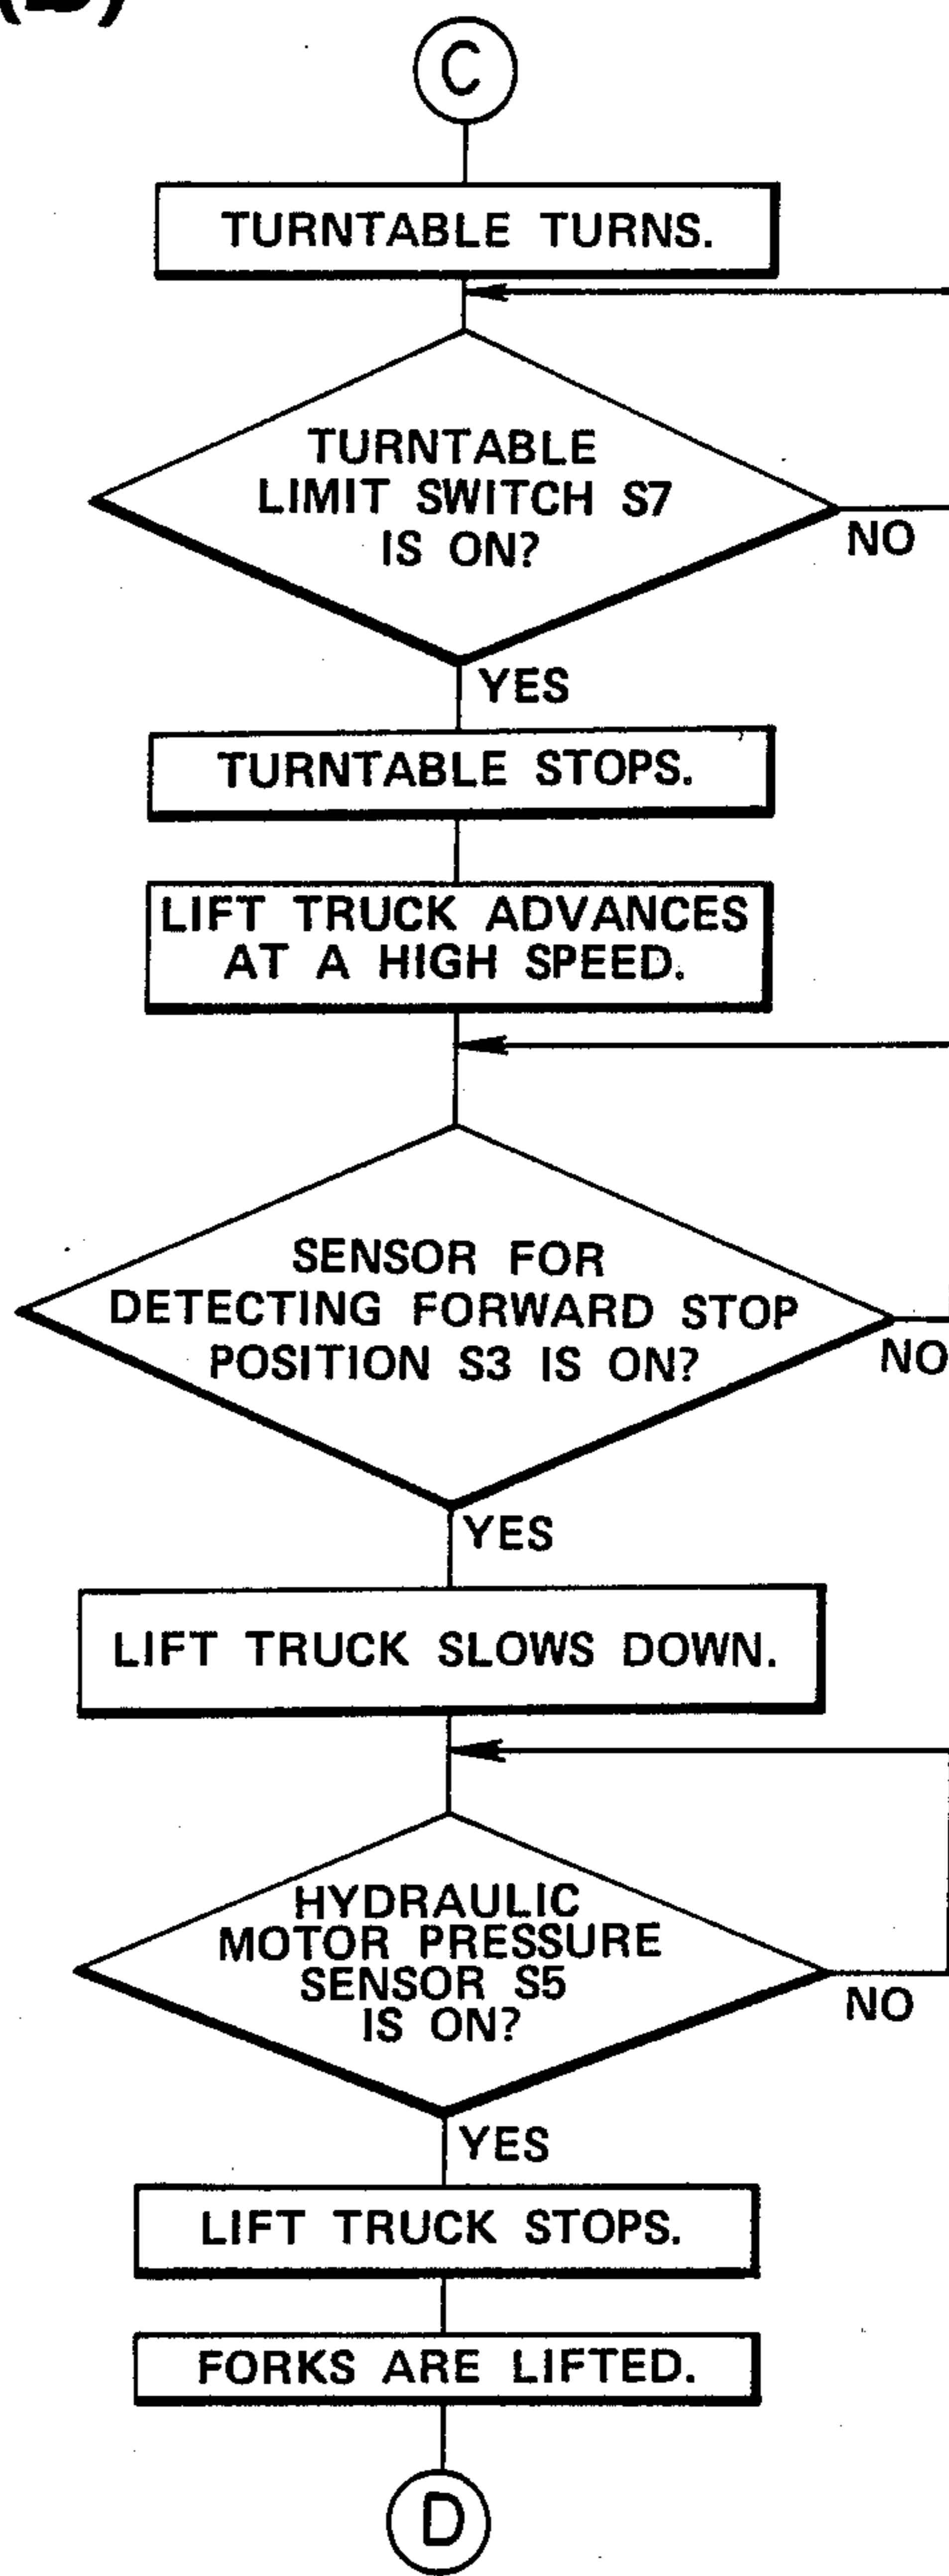 C
TURNTABLE TURNS.
TURNTABLE
LIMIT SWITCH S7
IS ON?
NO
YES
TURNTABLE STOPS.
LIFT TRUCK ADVANCES
AT A HIGH SPEED.
SENSOR FOR
DETECTING FORWARD STOP
POSITION S3 IS ON?
NO
YES
LIFT TRUCK SLOWS DOWN.
HYDRAULIC
MOTOR PRESSURE
SENSOR S5
IS ON?
NO
YES
LIFT TRUCK STOPS.
FORKS ARE LIFTED.
D